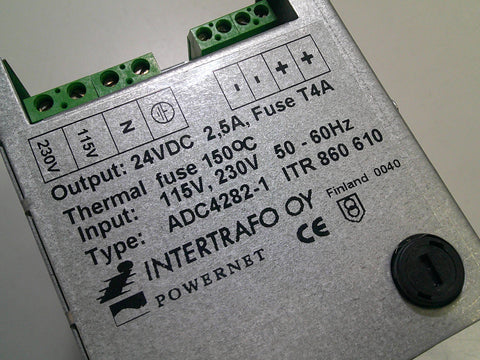 230V 115V N
- - + +
Output: 24VDC 2,5A, Fuse T4A
Thermal fuse 150°C
Input: 115V, 230V 50 - 60Hz
Type: ADC4282-1 ITR 860 610
INTERTRAFO OY CE Finland 0040
POWERNET